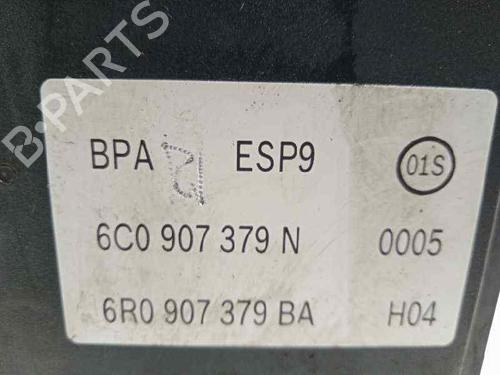 B-PARTS
BPA ESP9 01S
6C0 907 379 N 0005
6R0 907 379 BA H04